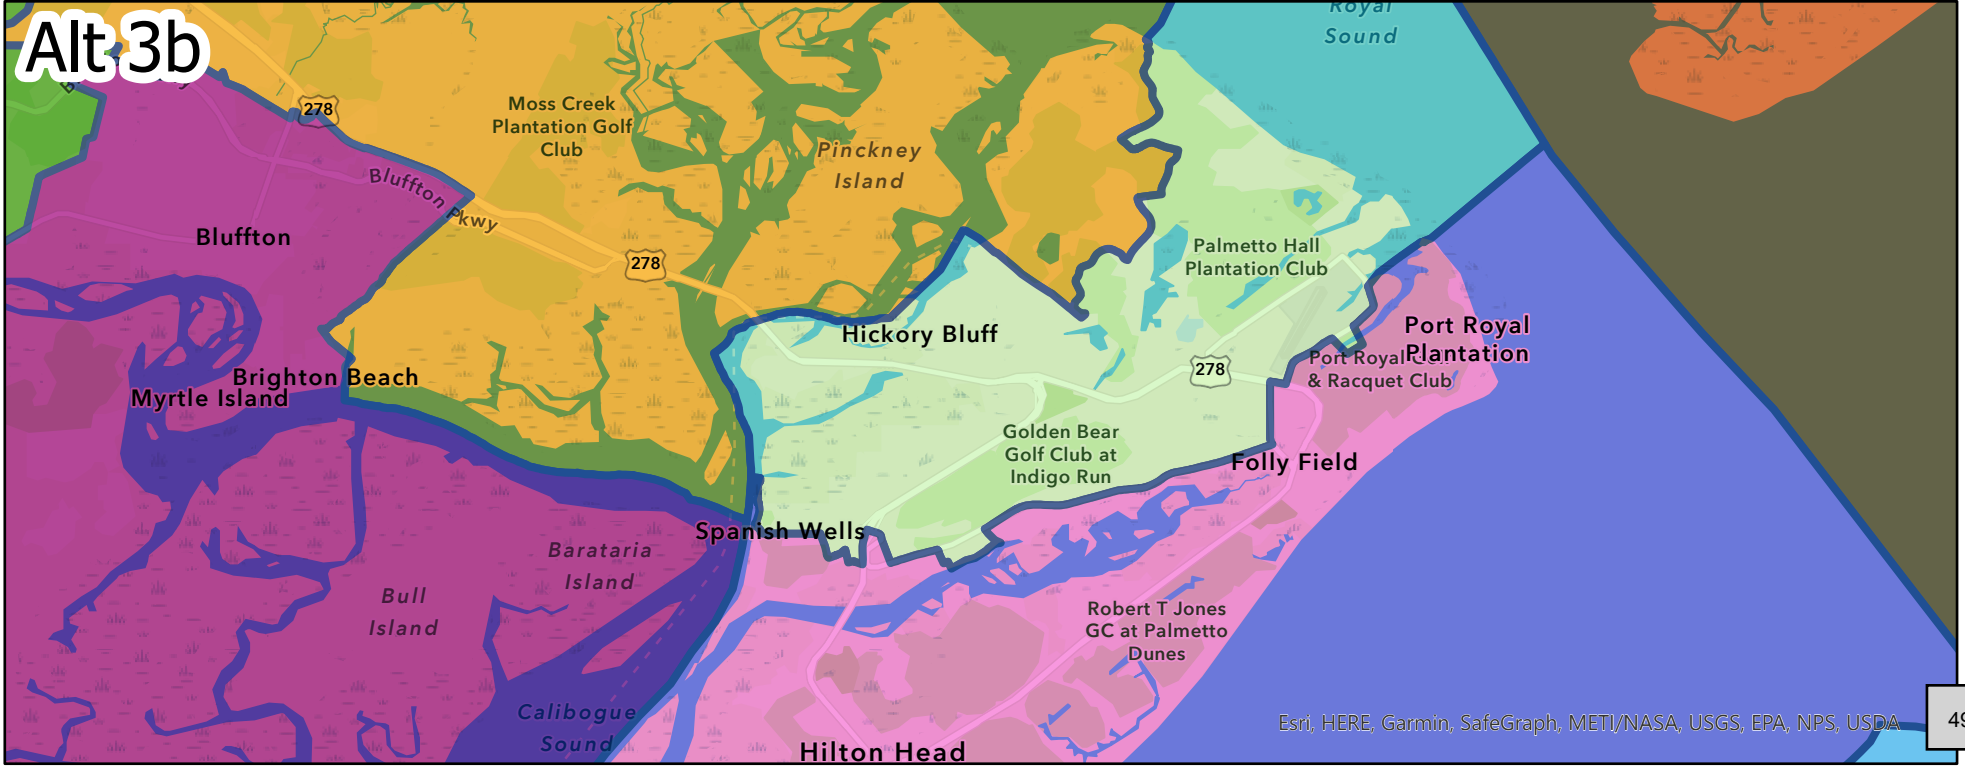 Alt 3b
Royal
Sound
278
Moss Creek
Plantation Golf
Club
Pinckney
Island
Bluffton Pkwy
Bluffton
278
Palmetto Hall
Plantation Club
Hickory Bluff
Port Royal
Plantation
Port Royal
& Racquet Club
278
Brighton Beach
Myrtle Island
Golden Bear
Golf Club at
Indigo Run
Folly Field
Spanish Wells
Barataria
Island
Bull
Island
Robert T Jones
GC at Palmetto
Dunes
Calibogue
Sound
Hilton Head
Esri, HERE, Garmin, SafeGraph, METI/NASA, USGS, EPA, NPS, USDA
49